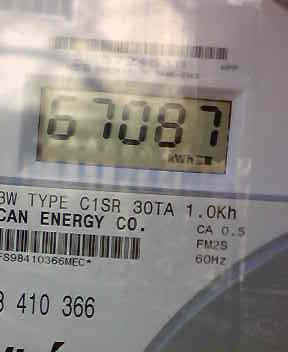 67087
kWh
3W TYPE C1SR 30TA 1.0Kh
CAN ENERGY CO.
CA 0.5
FM2S
FS98410366MEC*
60Hz
410 366